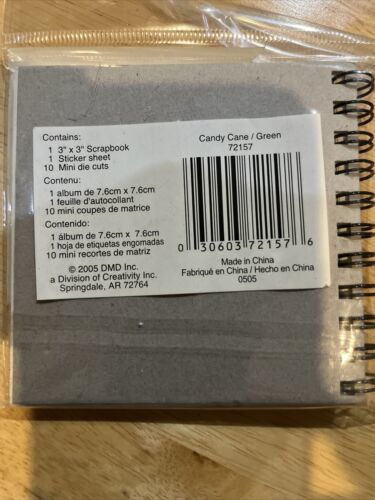 Contains:
1 3" x 3" Scrapbook
1 Sticker sheet
10 Mini die cuts
Contenu:
1 album de 7.6cm x 7.6cm
1 feuille d'autocollant
10 mini coupes de matrice
Contenido:
1 álbum de 7.6cm x 7.6cm
1 hoja de etiquetas engomadas
10 mini recortes de matriz
© 2005 DMD Inc.
a Division of Creativity Inc.
Springdale, AR 72764
Candy Cane / Green
72157
0 30603 72157 6
Made in China
Fabriqué en China / Hecho en China
0505